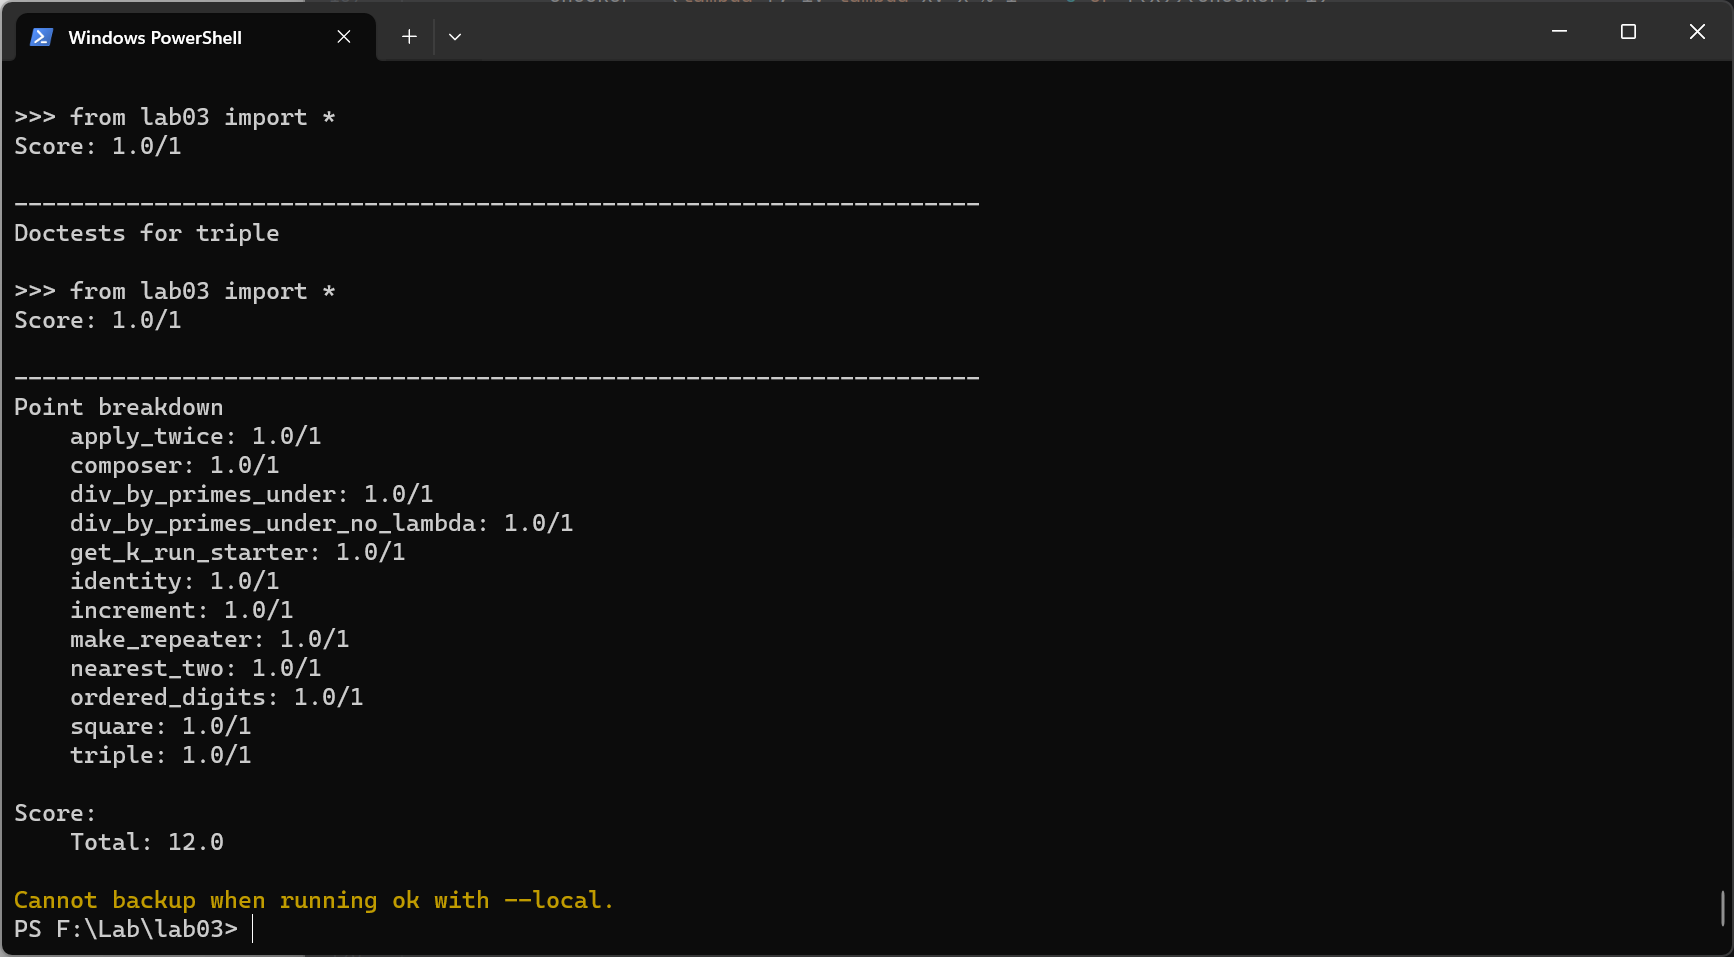 Windows PowerShell
>>> from lab03 import *
Score: 1.0/1
---------------------------------------------------------------------
Doctests for triple
>>> from lab03 import *
Score: 1.0/1
---------------------------------------------------------------------
Point breakdown
    apply_twice: 1.0/1
    composer: 1.0/1
    div_by_primes_under: 1.0/1
    div_by_primes_under_no_lambda: 1.0/1
    get_k_run_starter: 1.0/1
    identity: 1.0/1
    increment: 1.0/1
    make_repeater: 1.0/1
    nearest_two: 1.0/1
    ordered_digits: 1.0/1
    square: 1.0/1
    triple: 1.0/1
Score:
    Total: 12.0
Cannot backup when running ok with --local.
PS F:\Lab\lab03>